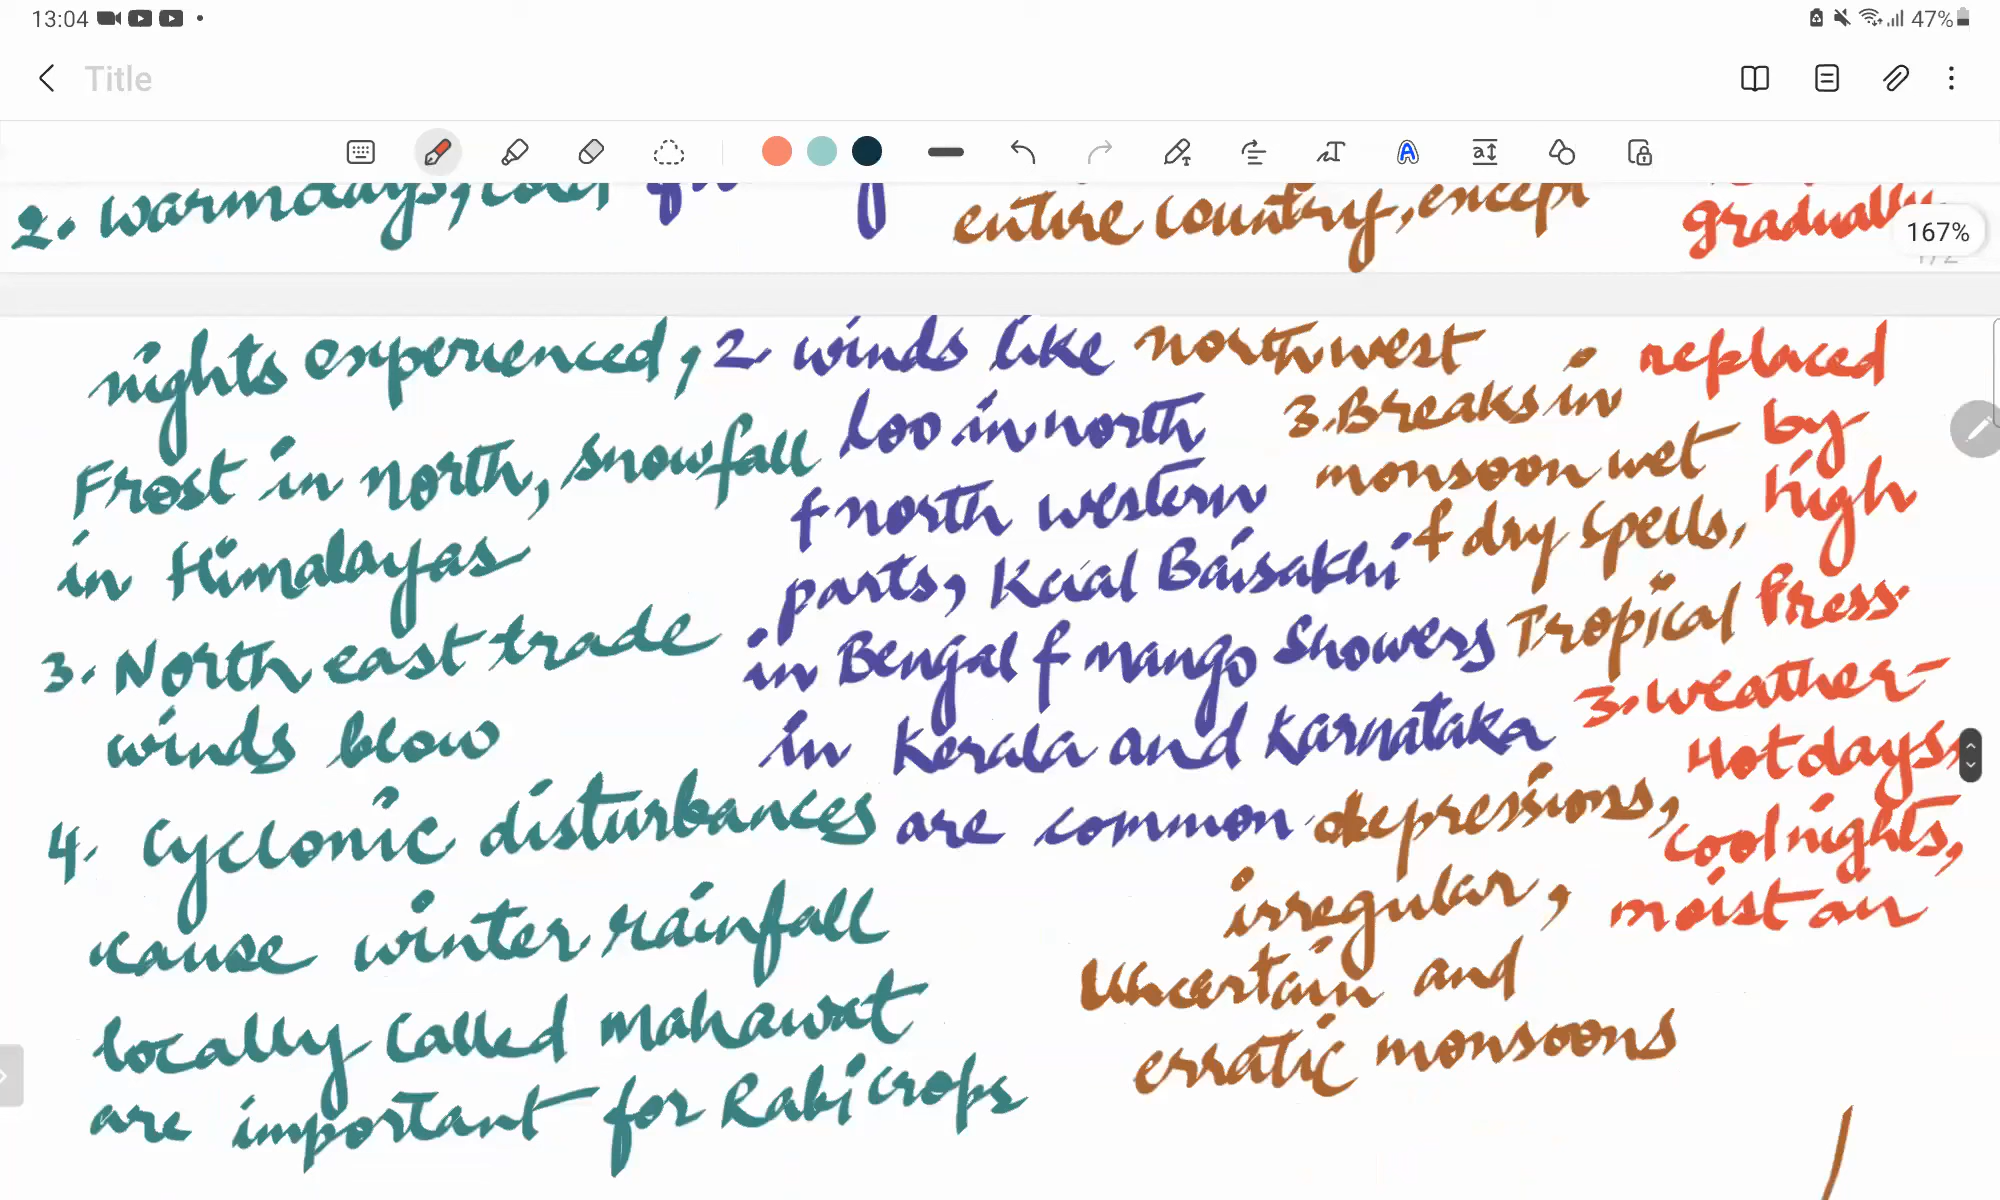 13:04
47%
Title
2. warm days, cold
entire country, except
gradually
167%
1/2
nights experienced,
Frost in north, snowfall
in Himalayas
3. North east trade
winds blow
4. Cyclonic disturbances
cause winter rainfall
locally called mahawat
are important for Rabi crops
2. winds like
loo in north
& north western
parts, Kaal Baisakhi
in Bengal & mango Showers
in Kerala and Karnataka
are common
northwest
3. Breaks in
monsoon wet
& dry spells,
Tropical
depressions,
irregular,
Uncertain and
erratic monsoons
replaced
by
high
Press.
3. weather-
Hot days,
cool nights,
moist air